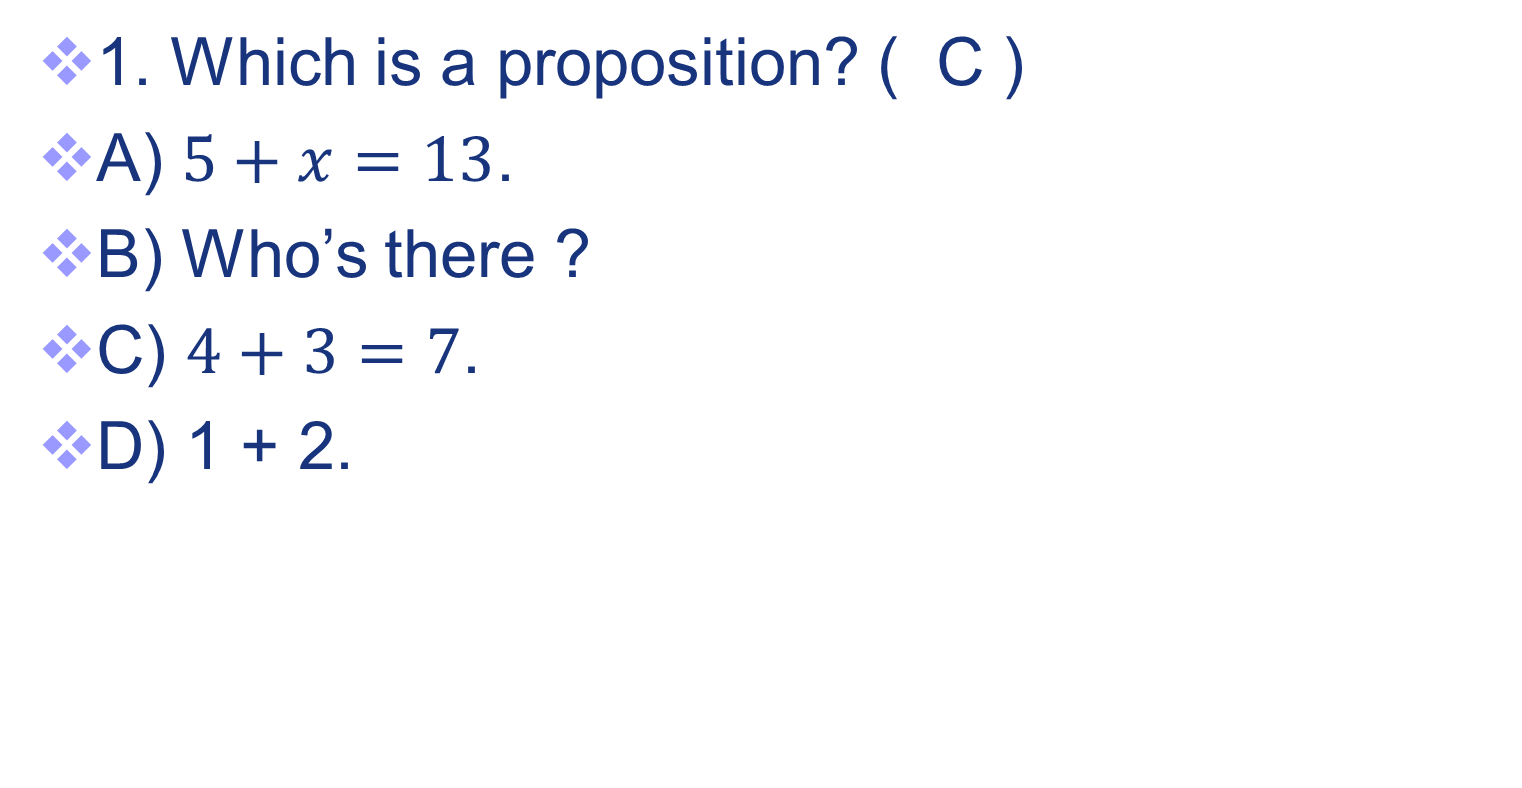 ❖1. Which is a proposition? ( C )
❖A) 5 + 𝑥 = 13.
❖B) Who’s there ?
❖C) 4 + 3 = 7.
❖D) 1 + 2.